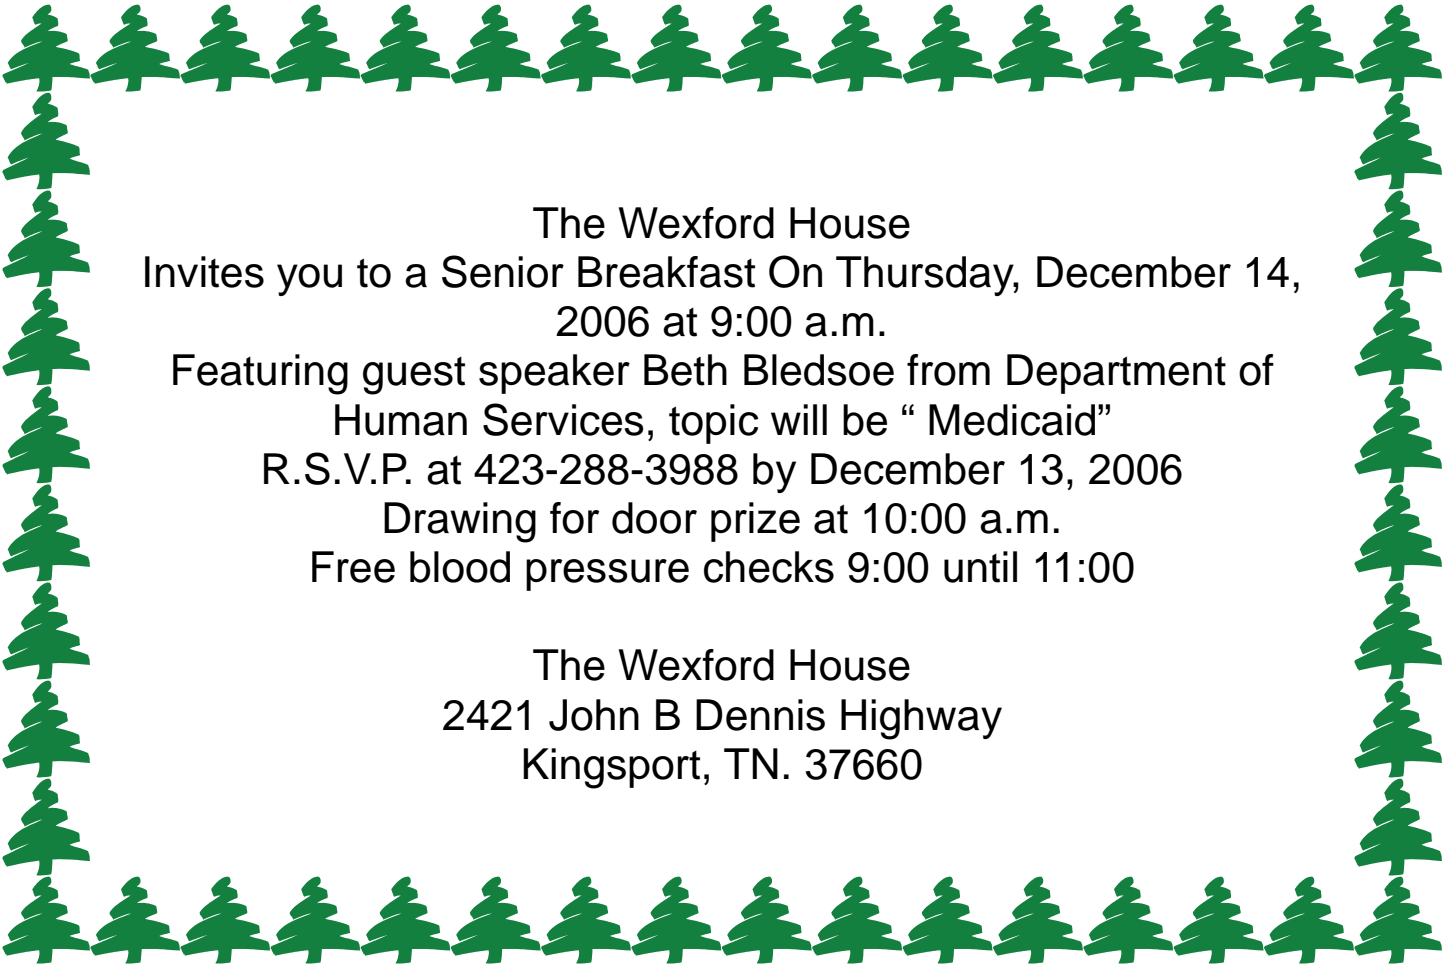 The Wexford House
Invites you to a Senior Breakfast On Thursday, December 14,
2006 at 9:00 a.m.
Featuring guest speaker Beth Bledsoe from Department of
Human Services, topic will be “ Medicaid”
R.S.V.P. at 423-288-3988 by December 13, 2006
Drawing for door prize at 10:00 a.m.
Free blood pressure checks 9:00 until 11:00
The Wexford House
2421 John B Dennis Highway
Kingsport, TN. 37660